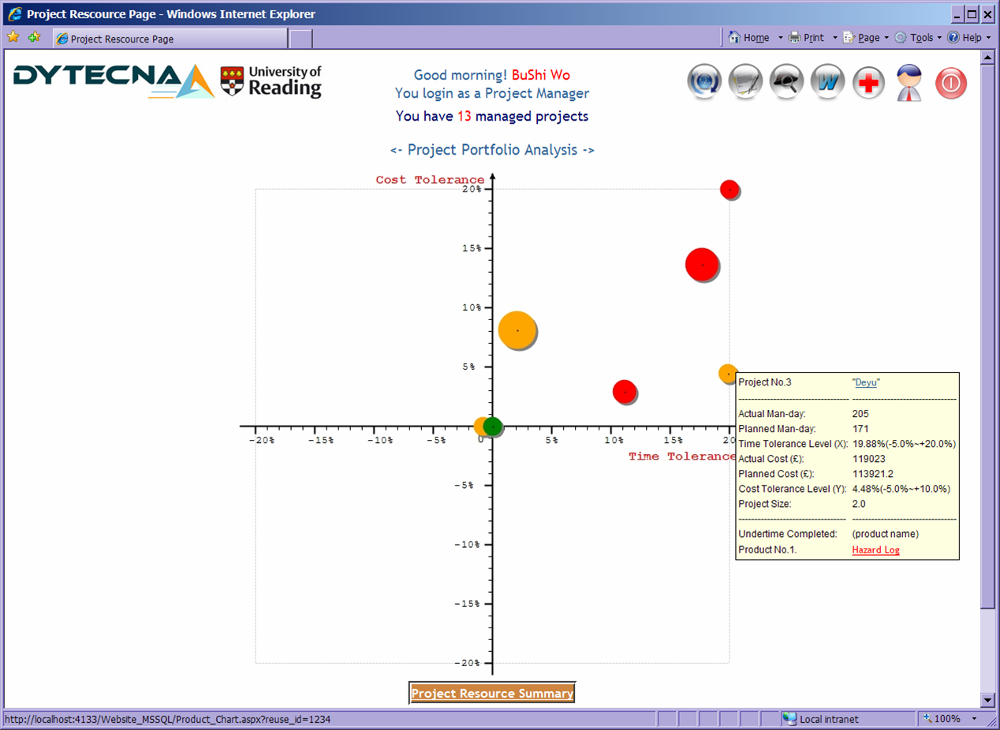 Project Rescource Page - Windows Internet Explorer
Project Rescource Page
Home Print Page Tools Help
DYTECNA University of Reading
Good morning! BuShi Wo
You login as a Project Manager
You have 13 managed projects
W
<- Project Portfolio Analysis ->
Cost Tolerance
20%
15%
10%
5%
-20% -15% -10% -5% 0 5% 10% 15% 20
Time Tolerance
-5%
-10%
-15%
-20%
Project No.3 "Deyu"
Actual Man-day: 205
Planned Man-day: 171
Time Tolerance Level (X): 19.88%(-5.0%~+20.0%)
Actual Cost (£): 119023
Planned Cost (£): 113921.2
Cost Tolerance Level (Y): 4.48%(-5.0%~+10.0%)
Project Size: 2.0
Undertime Completed: (product name)
Product No.1. Hazard Log
Project Resource Summary
http://localhost:4133/Website_MSSQL/Product_Chart.aspx?reuse_id=1234
Local intranet
100%